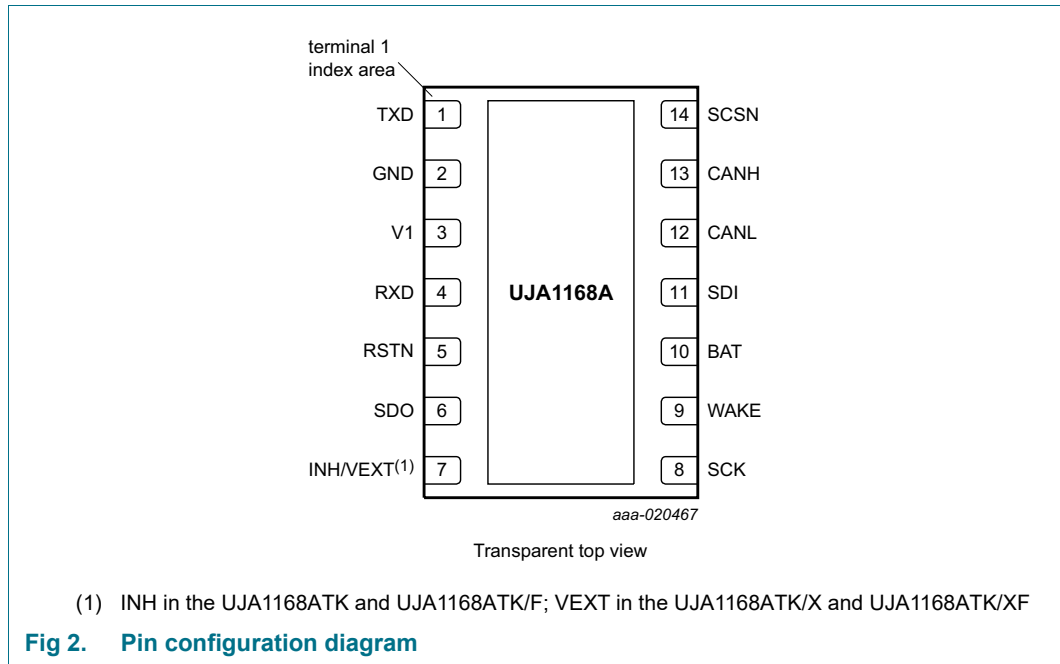 terminal 1
index area
TXD 1 14 SCSN
GND 2 13 CANH
V1 3 12 CANL
RXD 4 UJA1168A 11 SDI
RSTN 5 10 BAT
SDO 6 9 WAKE
INH/VEXT(1) 7 8 SCK
aaa-020467
Transparent top view
(1) INH in the UJA1168ATK and UJA1168ATK/F; VEXT in the UJA1168ATK/X and UJA1168ATK/XF
Fig 2. Pin configuration diagram